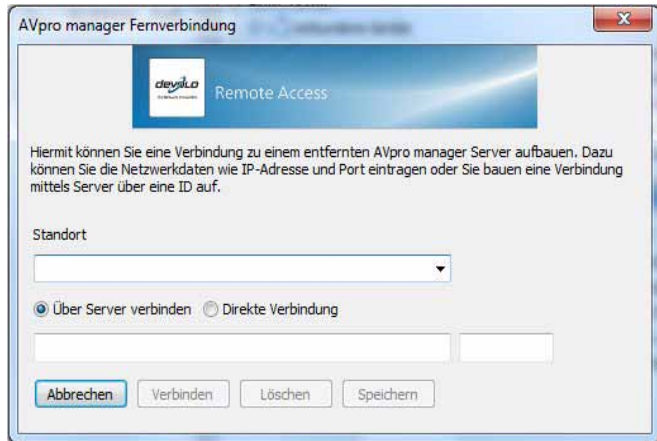 AVpro manager Fernverbindung
devolo
Remote Access
Hiermit können Sie eine Verbindung zu einem entfernten AVpro manager Server aufbauen. Dazu
können Sie die Netzwerkdaten wie IP-Adresse und Port eintragen oder Sie bauen eine Verbindung
mittels Server über eine ID auf.
Standort
Über Server verbinden Direkte Verbindung
Abbrechen Verbinden Löschen Speichern